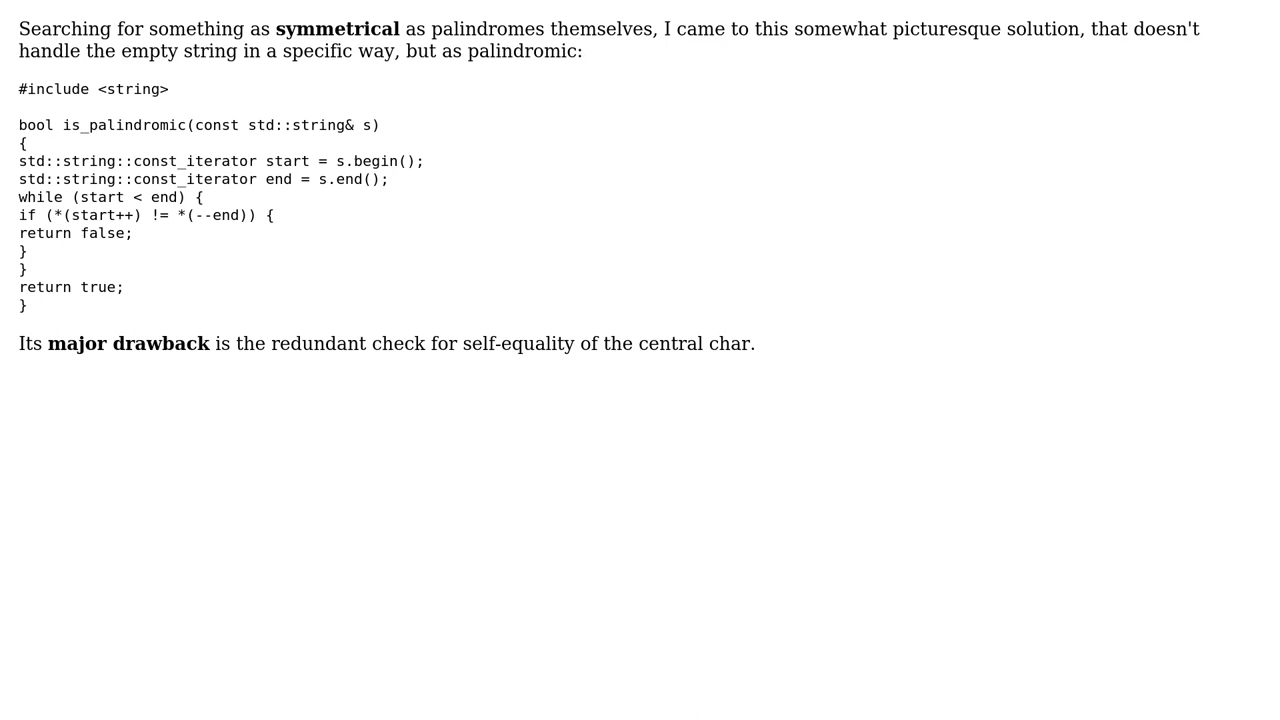 Searching for something as symmetrical as palindromes themselves, I came to this somewhat picturesque solution, that doesn't
handle the empty string in a specific way, but as palindromic:
#include <string>
bool is_palindromic(const std::string& s)
{
std::string::const_iterator start = s.begin();
std::string::const_iterator end = s.end();
while (start < end) {
if (*(start++) != *(--end)) {
return false;
}
}
return true;
}
Its major drawback is the redundant check for self-equality of the central char.